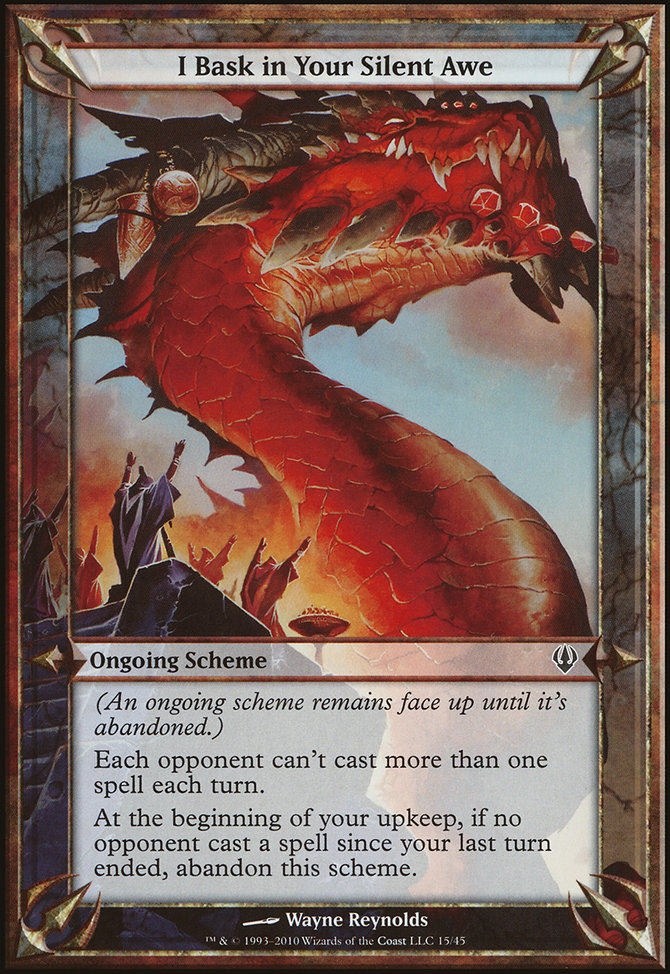 I Bask in Your Silent Awe
Ongoing Scheme
(An ongoing scheme remains face up until it's
abandoned.)
Each opponent can't cast more than one
spell each turn.
At the beginning of your upkeep, if no
opponent cast a spell since your last turn
ended, abandon this scheme.
Wayne Reynolds
™ & © 1993–2010 Wizards of the Coast LLC 15/45